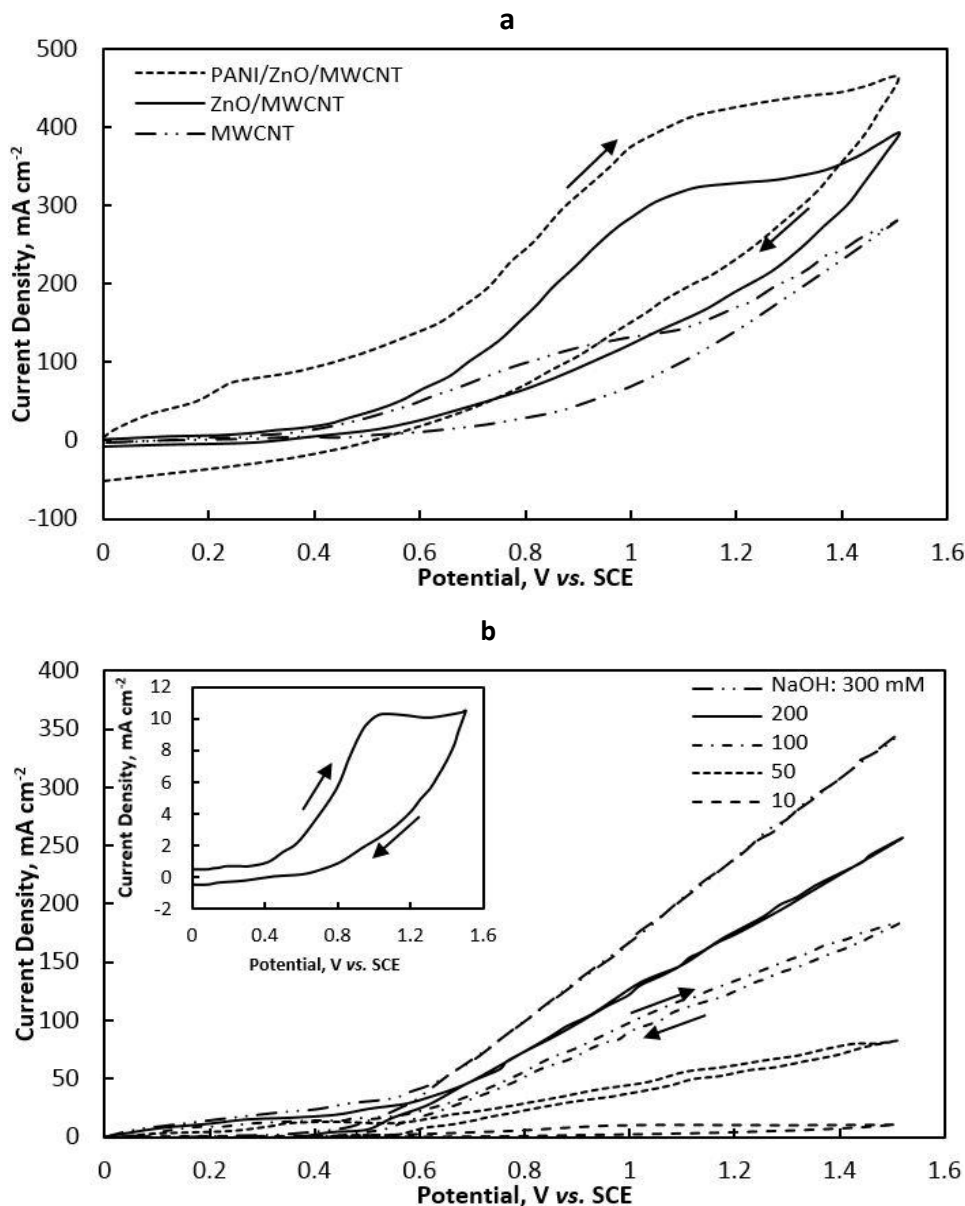 a
500
400
300
200
100
0
-100
Current Density, mA cm⁻²
PANI/ZnO/MWCNT
ZnO/MWCNT
MWCNT
0 0.2 0.4 0.6 0.8 1 1.2 1.4 1.6
Potential, V vs. SCE
b
400
350
300
250
200
150
100
50
0
Current Density, mA cm⁻²
12
10
8
6
4
2
0
-2
Current Density, mA cm⁻²
0 0.4 0.8 1.2 1.6
Potential, V vs. SCE
NaOH: 300 mM
200
100
50
10
0 0.2 0.4 0.6 0.8 1 1.2 1.4 1.6
Potential, V vs. SCE